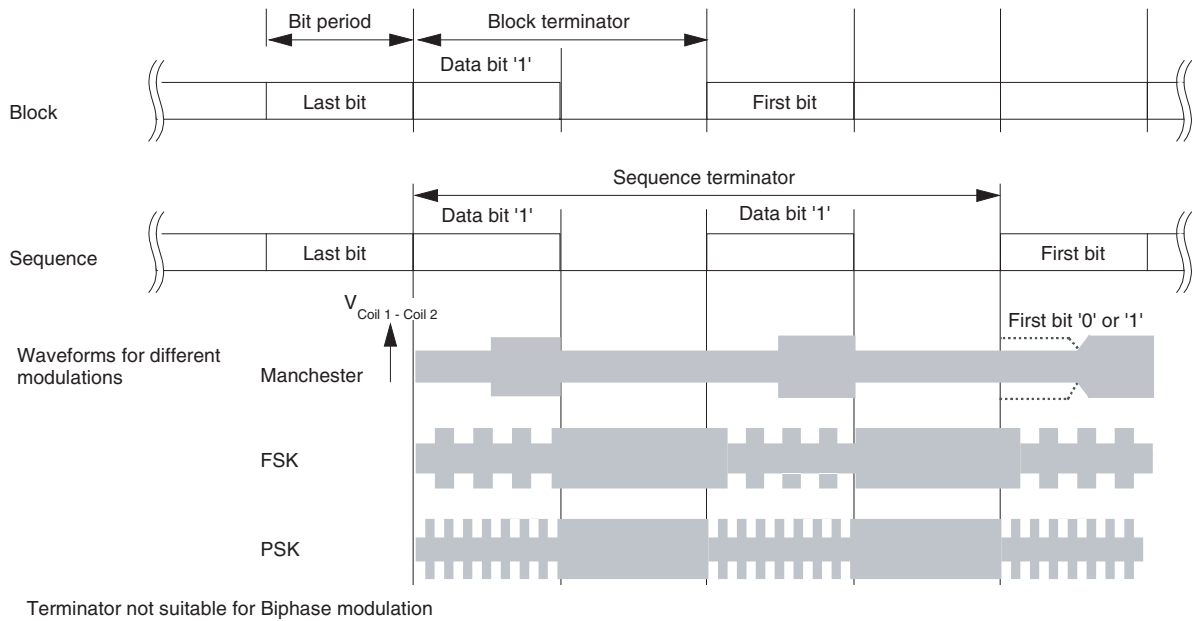 Bit period
Block terminator
Data bit '1'
Block
Last bit
First bit
Sequence terminator
Data bit '1'
Data bit '1'
Sequence
Last bit
First bit
V Coil 1 - Coil 2
First bit '0' or '1'
Waveforms for different
modulations
Manchester
FSK
PSK
Terminator not suitable for Biphase modulation